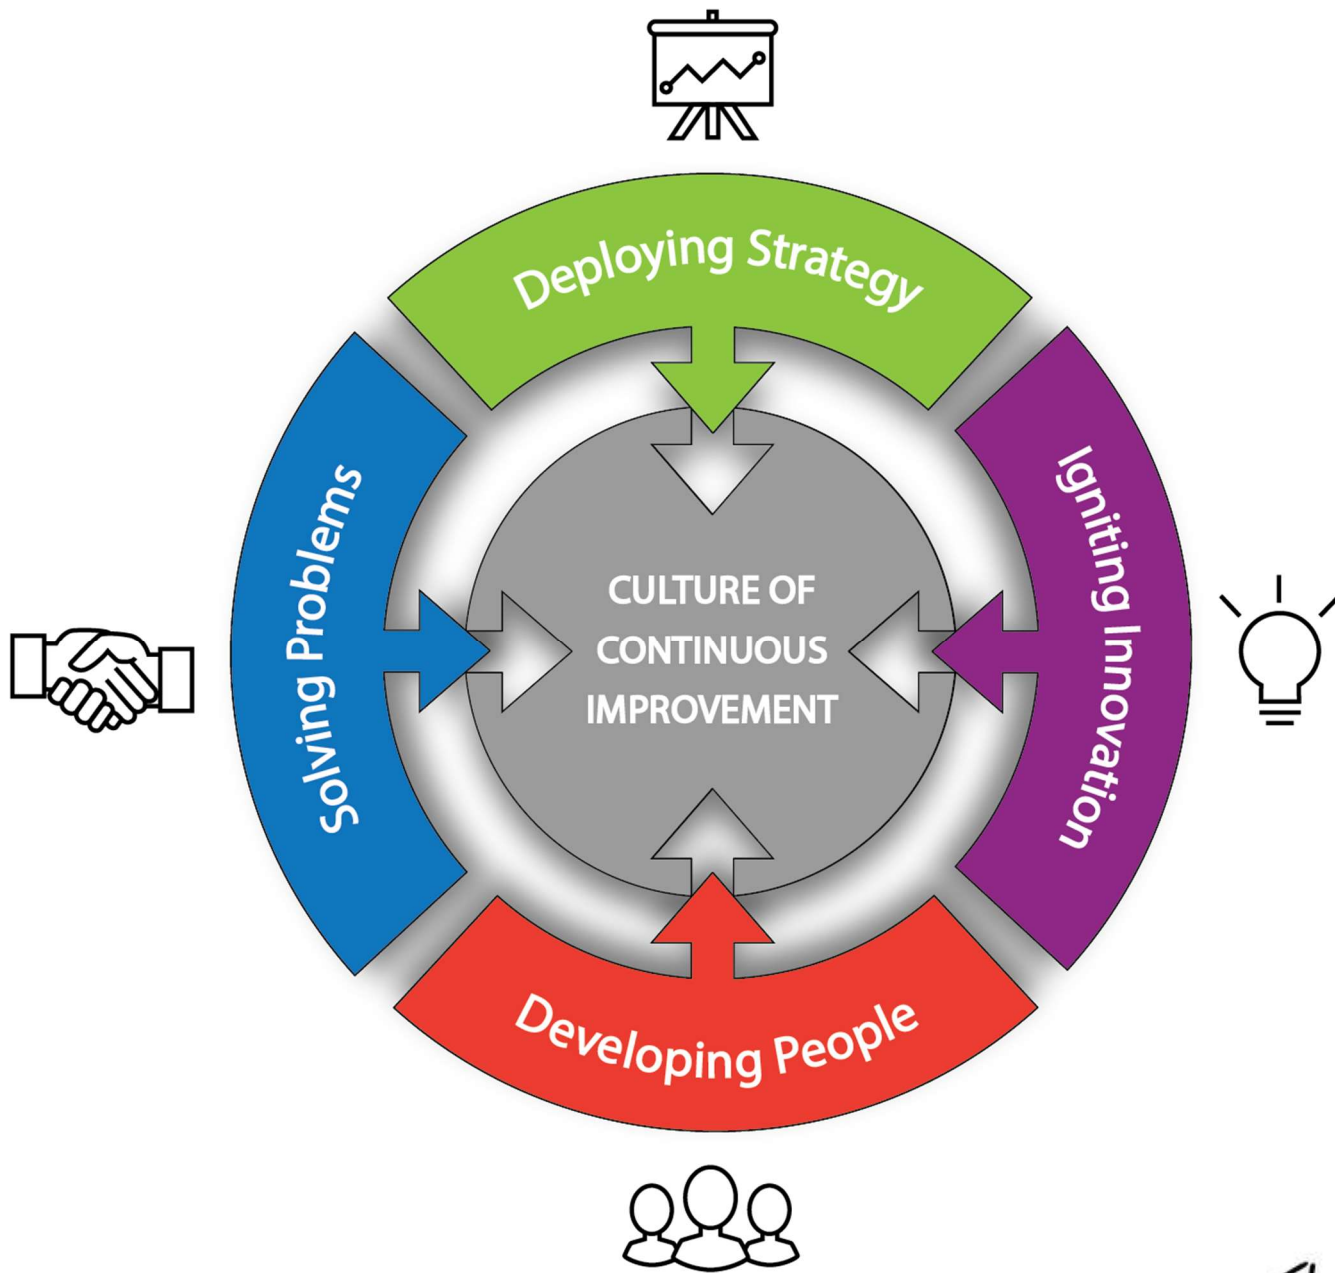 Deploying Strategy
Solving Problems
Igniting Innovation
CULTURE OF
CONTINUOUS
IMPROVEMENT
Developing People